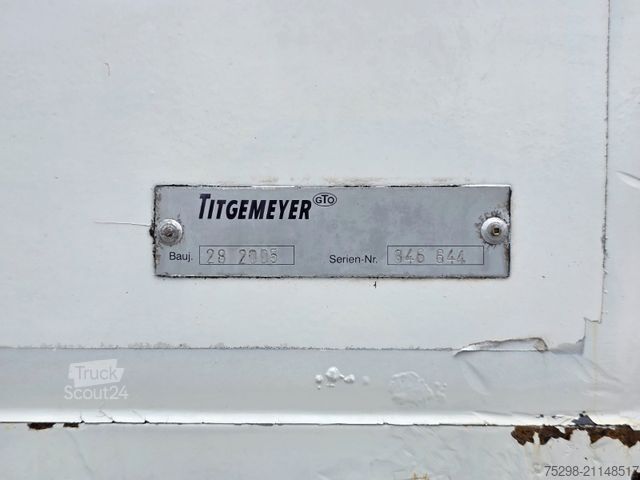 TITGEMEYER GTO
Bauj. 28 2005 Serien-Nr. 346 644
Truck
Scout24
75298-21148517